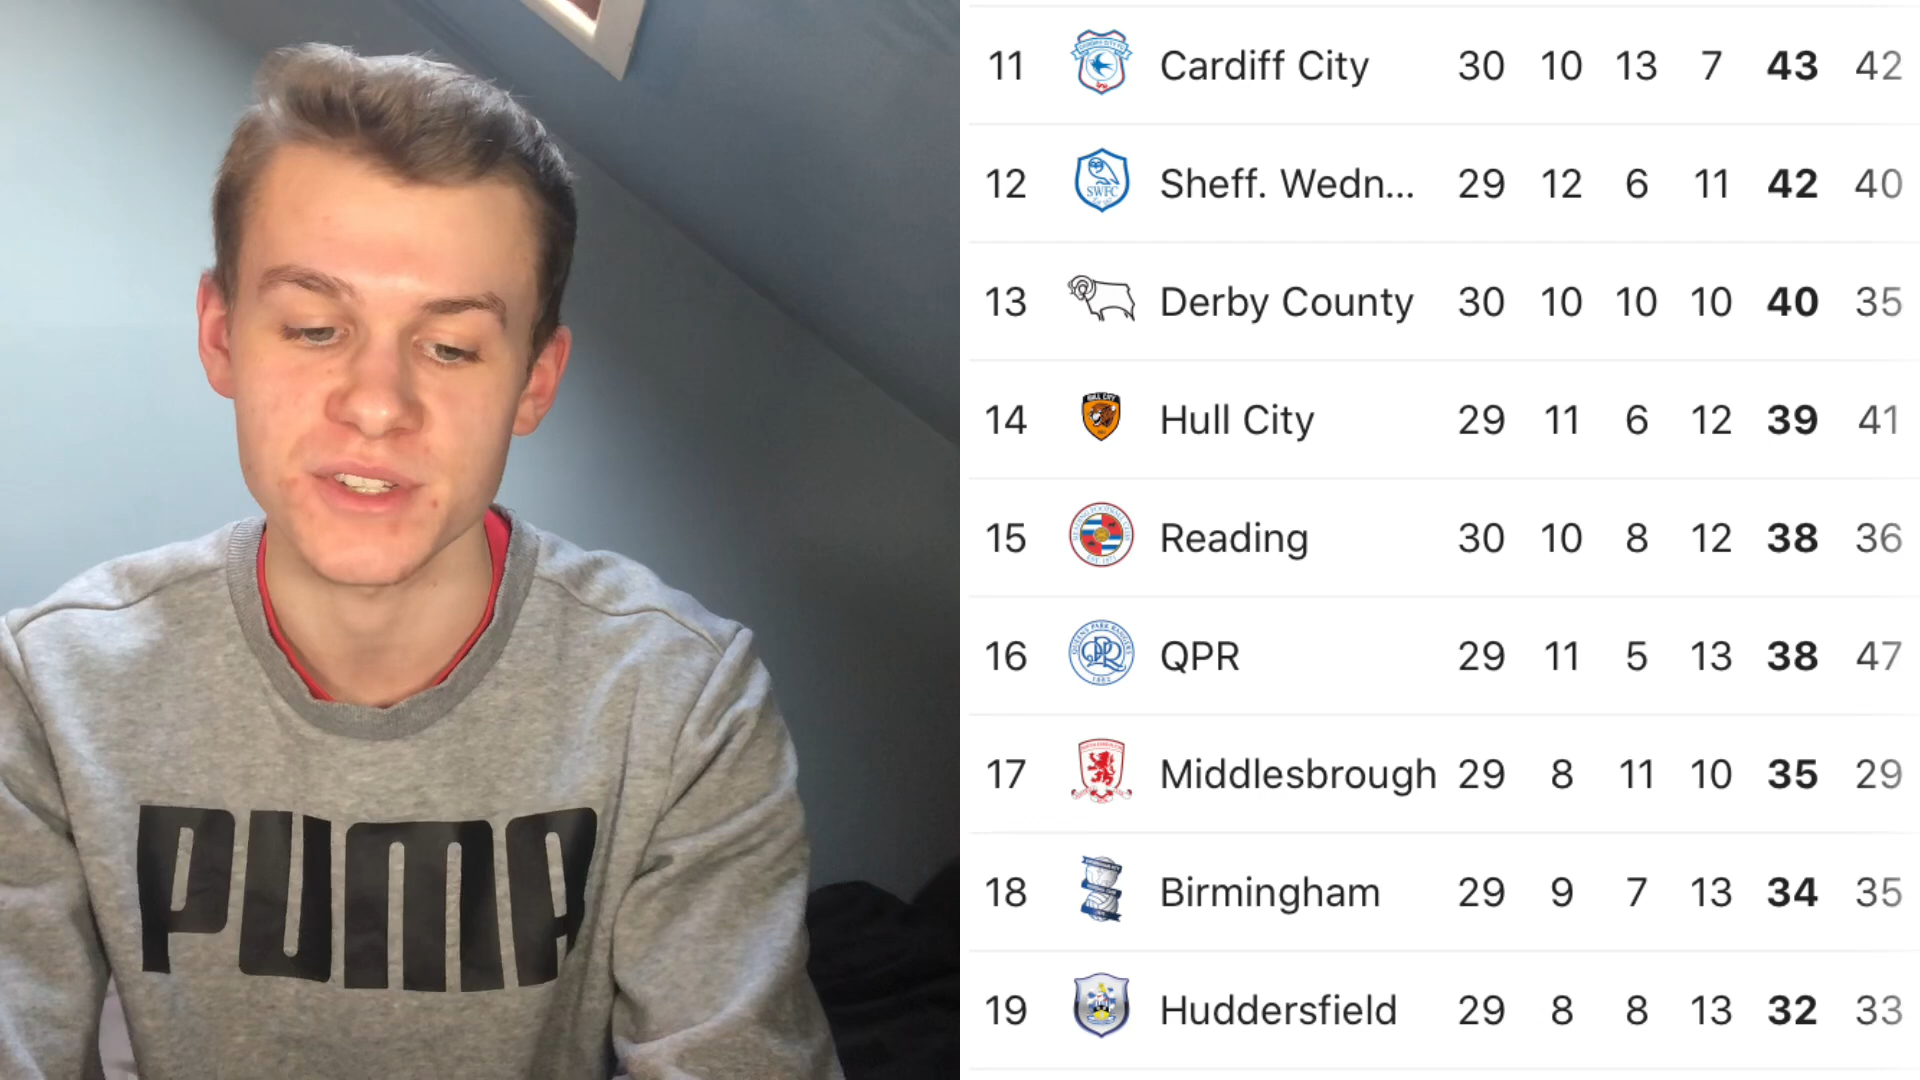 PUMA
11 Cardiff City 30 10 13 7 43 42
12 SWFC Sheff. Wedn... 29 12 6 11 42 40
13 Derby County 30 10 10 10 40 35
14 Hull City 29 11 6 12 39 41
15 Reading 30 10 8 12 38 36
16 QPR 29 11 5 13 38 47
17 Middlesbrough 29 8 11 10 35 29
18 Birmingham 29 9 7 13 34 35
19 Huddersfield 29 8 8 13 32 33